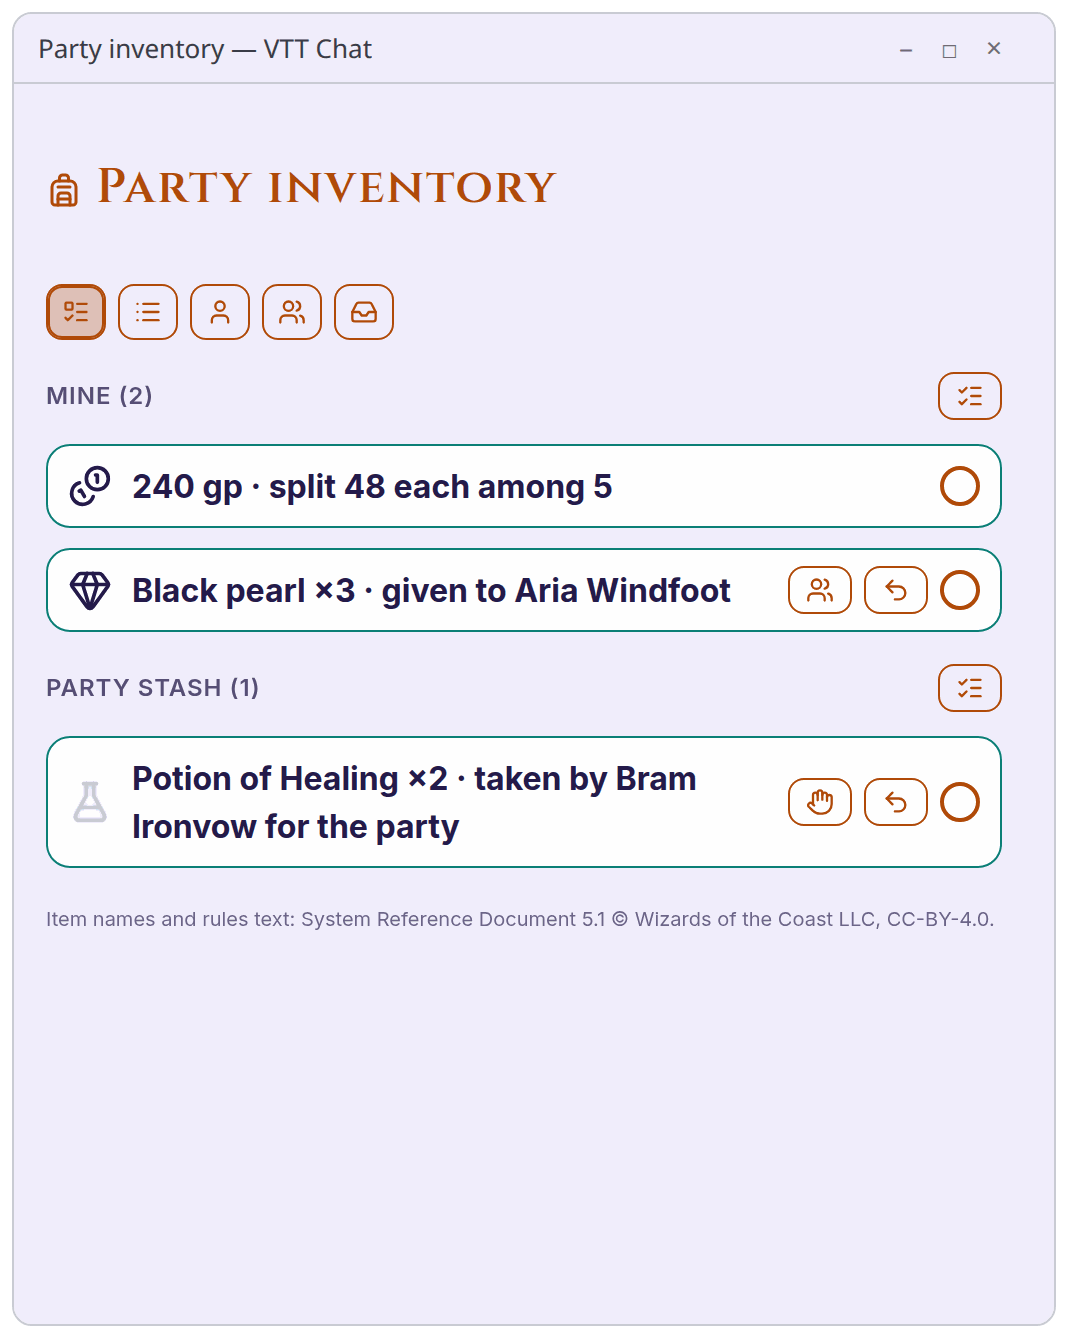 Party inventory — VTT Chat
Party inventory
MINE (2)
240 gp · split 48 each among 5
Black pearl ×3 · given to Aria Windfoot
PARTY STASH (1)
Potion of Healing ×2 · taken by Bram
Ironvow for the party
Item names and rules text: System Reference Document 5.1 © Wizards of the Coast LLC, CC-BY-4.0.